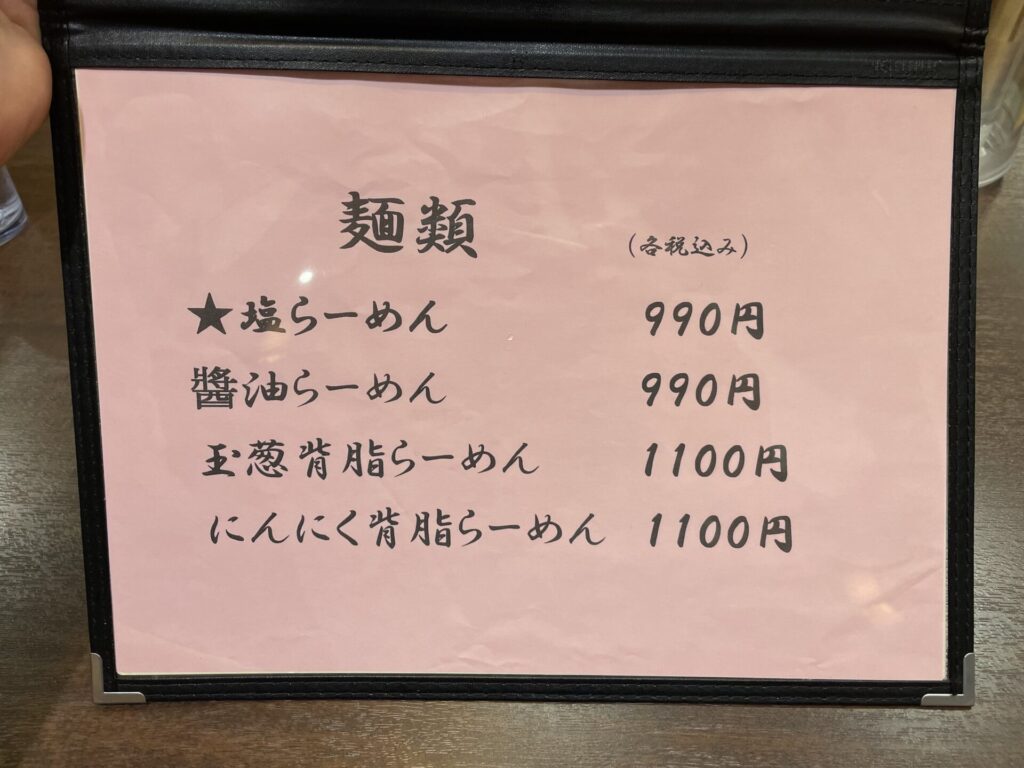 麺類 (各税込み)
★塩らーめん 990円
醬油らーめん 990円
玉葱背脂らーめん 1100円
にんにく背脂らーめん 1100円